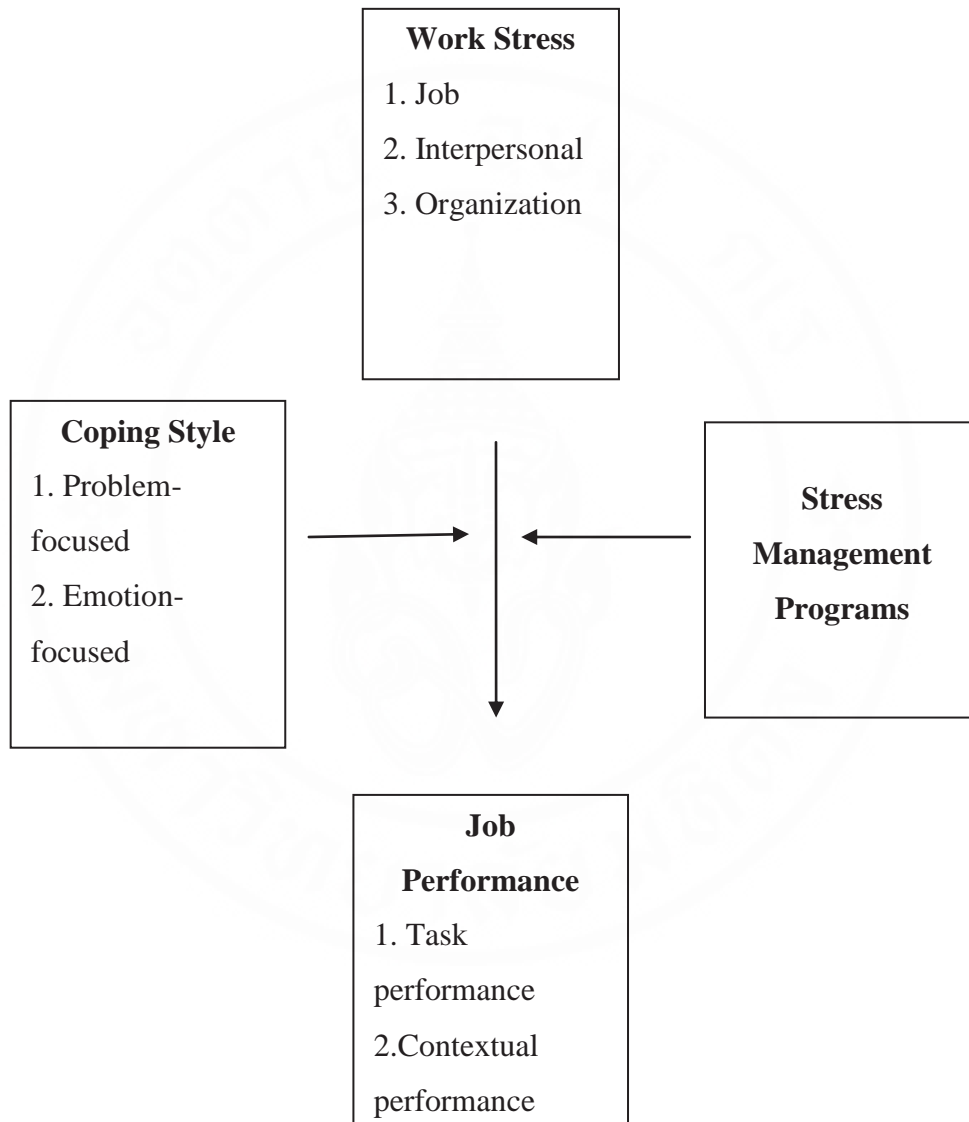 Work Stress
1. Job
2. Interpersonal
3. Organization
Coping Style
1. Problem-
focused
2. Emotion-
focused
Stress
Management
Programs
Job
Performance
1. Task
performance
2.Contextual
performance